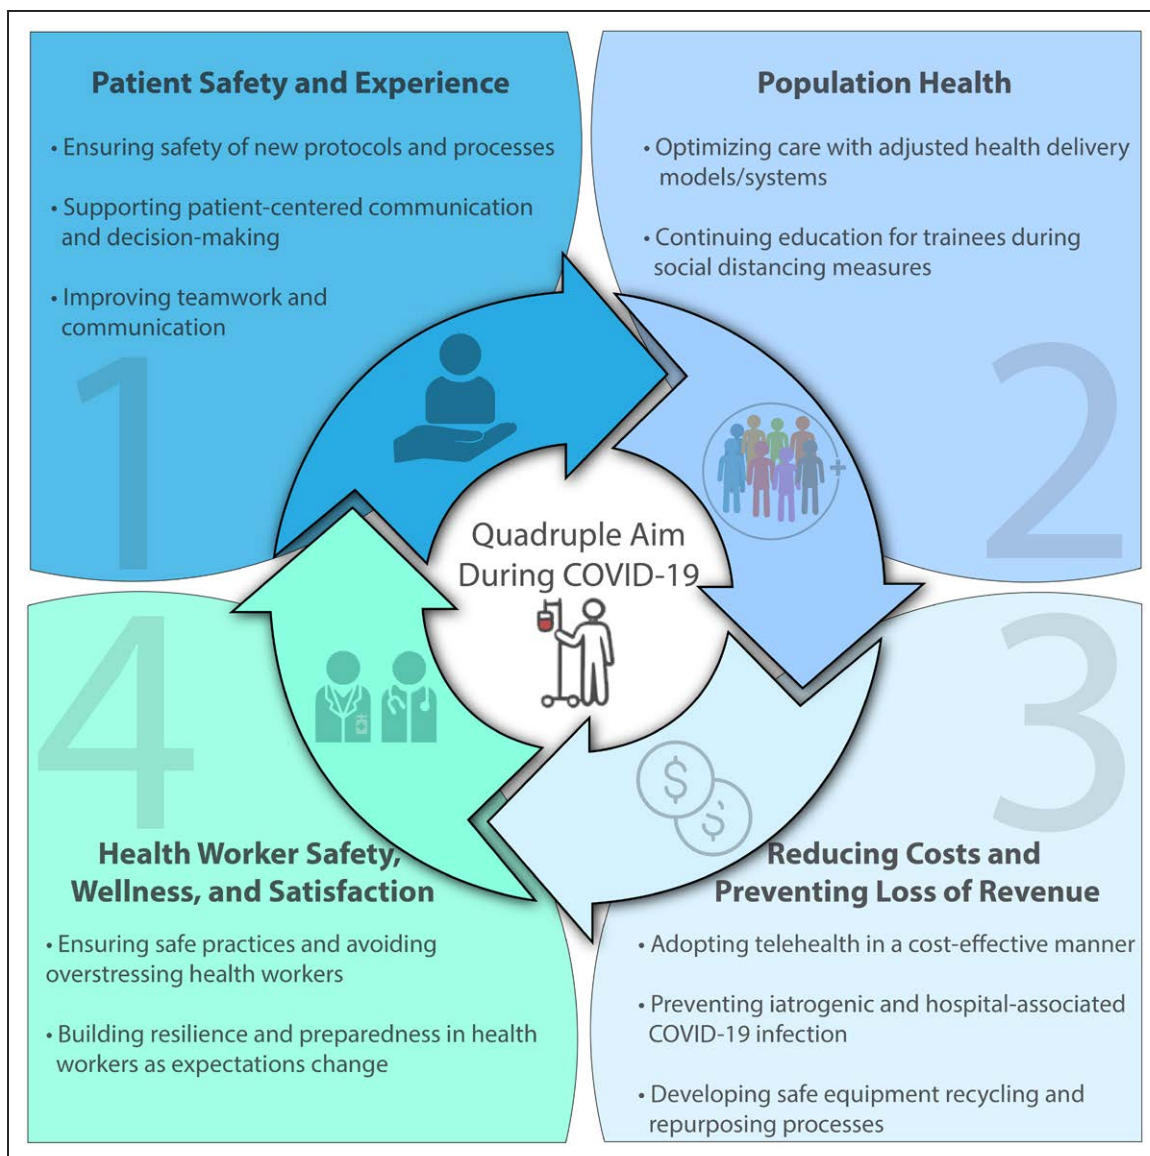 Patient Safety and Experience
• Ensuring safety of new protocols and processes
• Supporting patient-centered communication
and decision-making
• Improving teamwork and
communication
1
Population Health
• Optimizing care with adjusted health delivery
models/systems
• Continuing education for trainees during
social distancing measures
2
+
Quadruple Aim
During COVID-19
3
$
$
Reducing Costs and
Preventing Loss of Revenue
• Adopting telehealth in a cost-effective manner
• Preventing iatrogenic and hospital-associated
COVID-19 infection
• Developing safe equipment recycling and
repurposing processes
4
Health Worker Safety,
Wellness, and Satisfaction
• Ensuring safe practices and avoiding
overstressing health workers
• Building resilience and preparedness in health
workers as expectations change